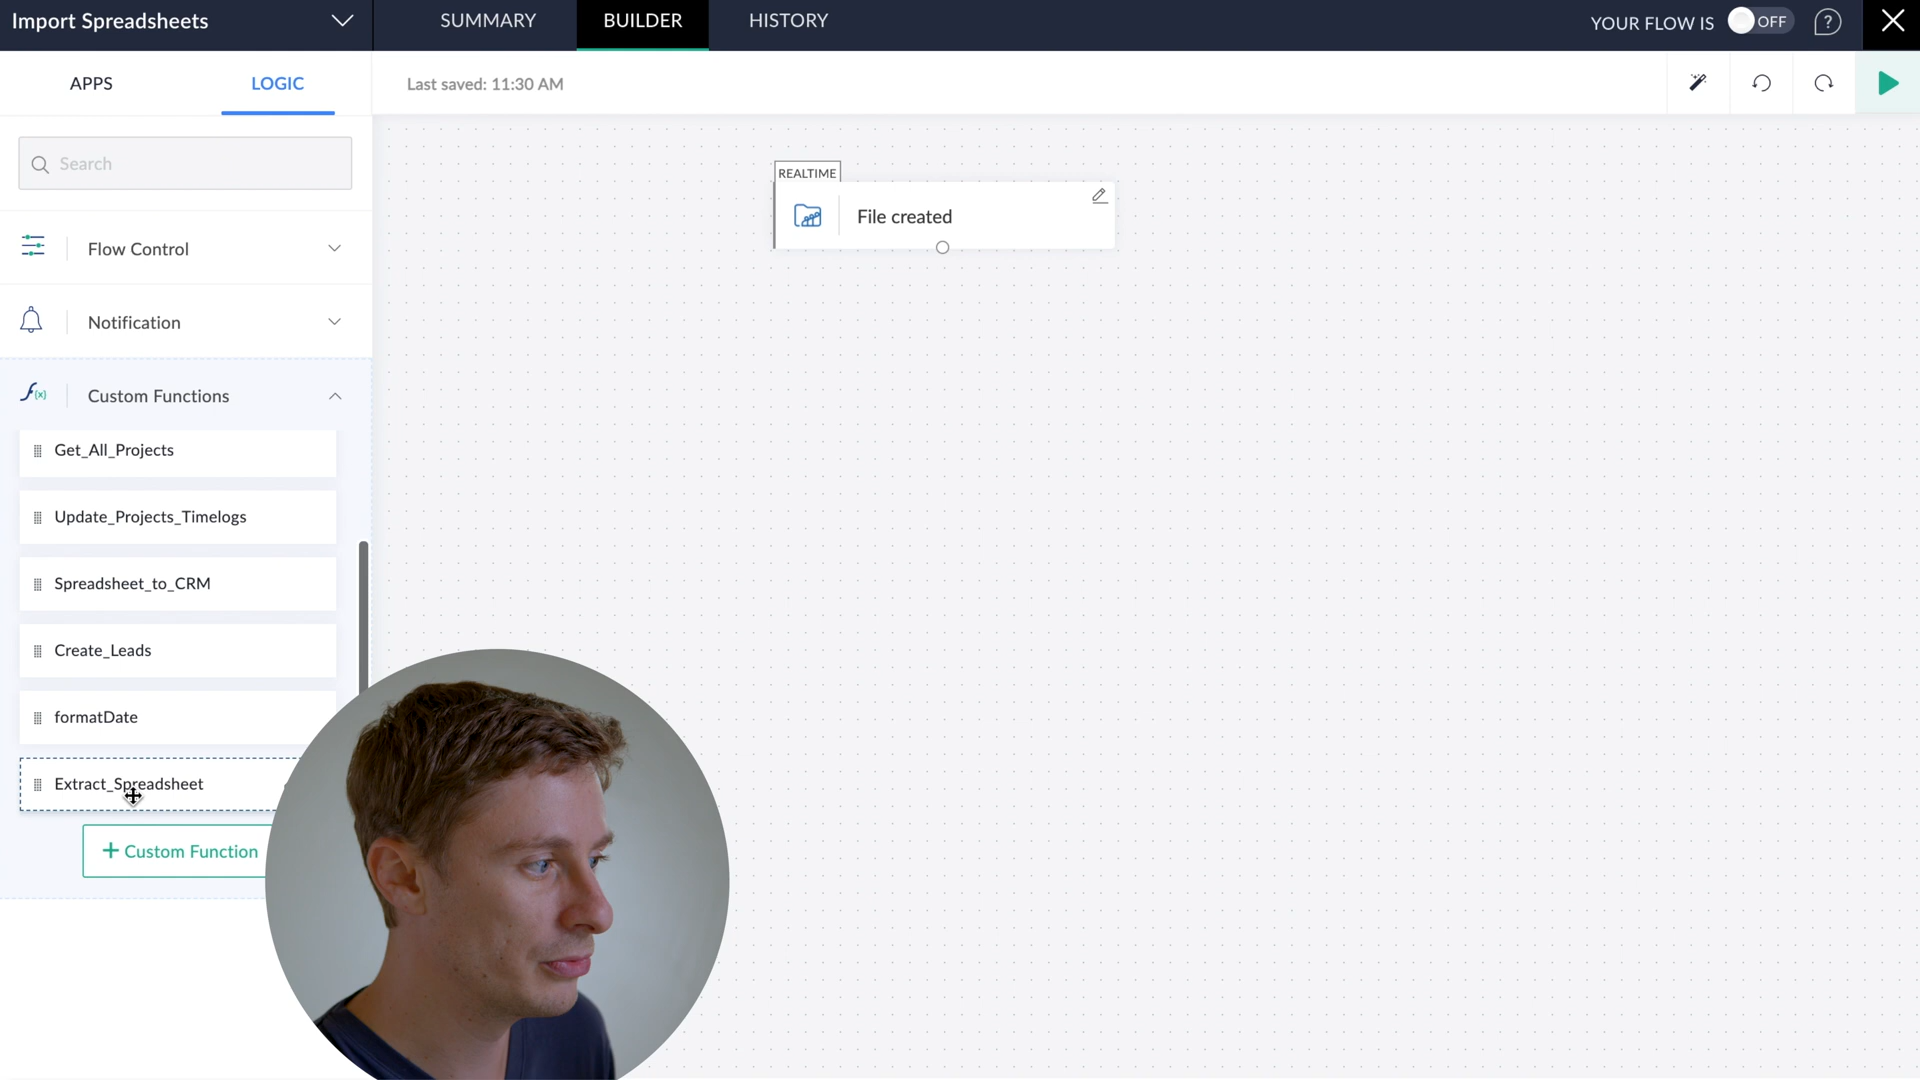 Import Spreadsheets
SUMMARY
BUILDER
HISTORY
YOUR FLOW IS
OFF
?
APPS
LOGIC
Last saved: 11:30 AM
Search
REALTIME
File created
Flow Control
Notification
f(x)
Custom Functions
Get_All_Projects
Update_Projects_Timelogs
Spreadsheet_to_CRM
Create_Leads
formatDate
Extract_Spreadsheet
+ Custom Function